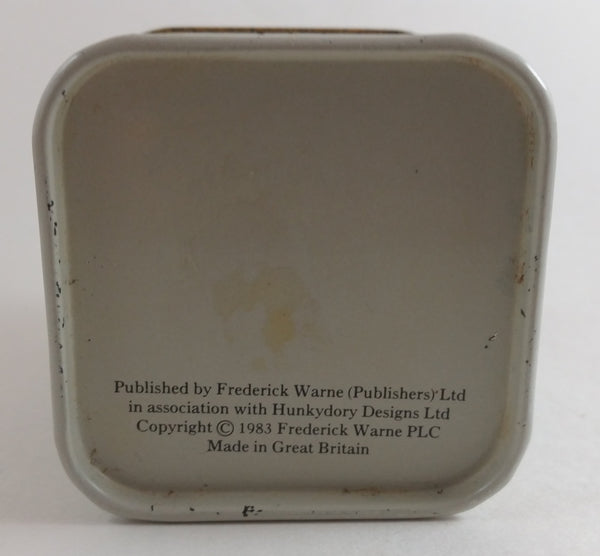 Published by Frederick Warne (Publishers) Ltd
in association with Hunkydory Designs Ltd
Copyright © 1983 Frederick Warne PLC
Made in Great Britain